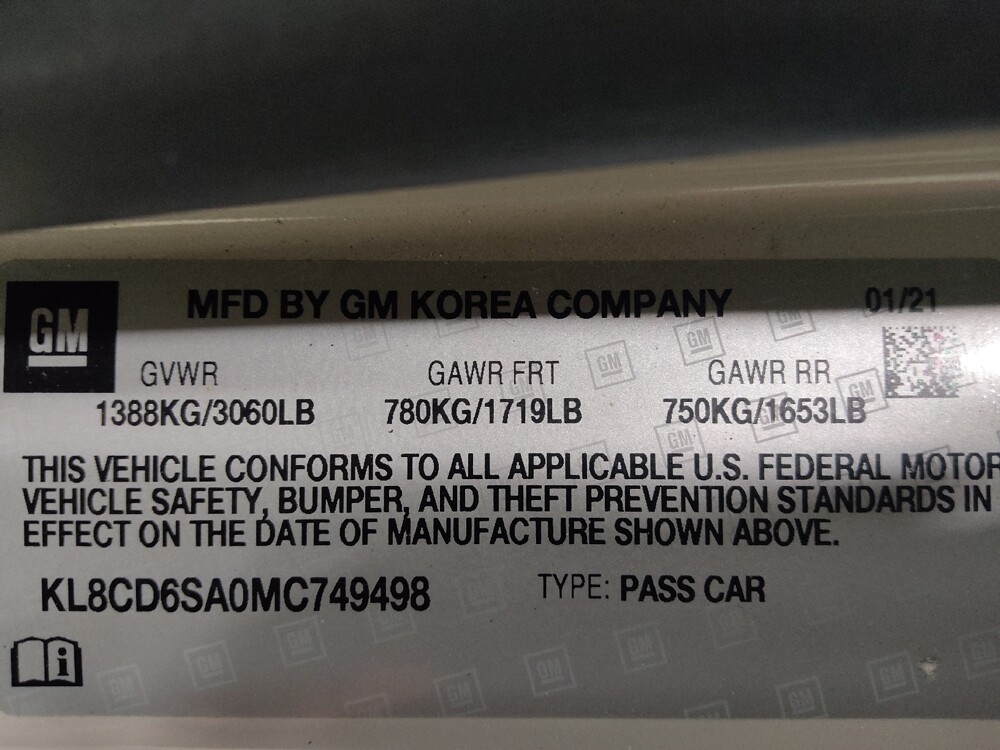 GM
MFD BY GM KOREA COMPANY
01/21
GVWR GAWR FRT GAWR RR
1388KG/3060LB 780KG/1719LB 750KG/1653LB
THIS VEHICLE CONFORMS TO ALL APPLICABLE U.S. FEDERAL MOTOR
VEHICLE SAFETY, BUMPER, AND THEFT PREVENTION STANDARDS IN
EFFECT ON THE DATE OF MANUFACTURE SHOWN ABOVE.
KL8CD6SA0MC749498 TYPE: PASS CAR
i